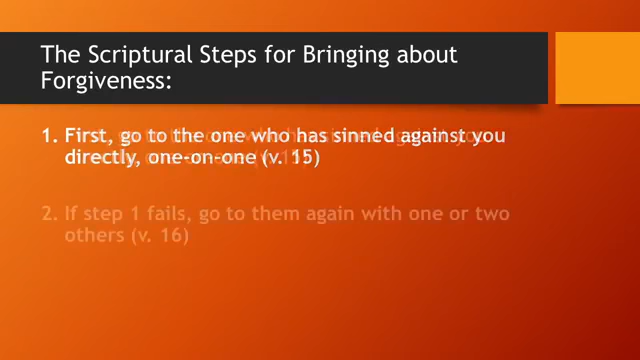 The Scriptural Steps for Bringing about
Forgiveness:
1. First, go to the one who has sinned against you
directly, one-on-one (v. 15)
2. If step 1 fails, go to them again with one or two
others (v. 16)